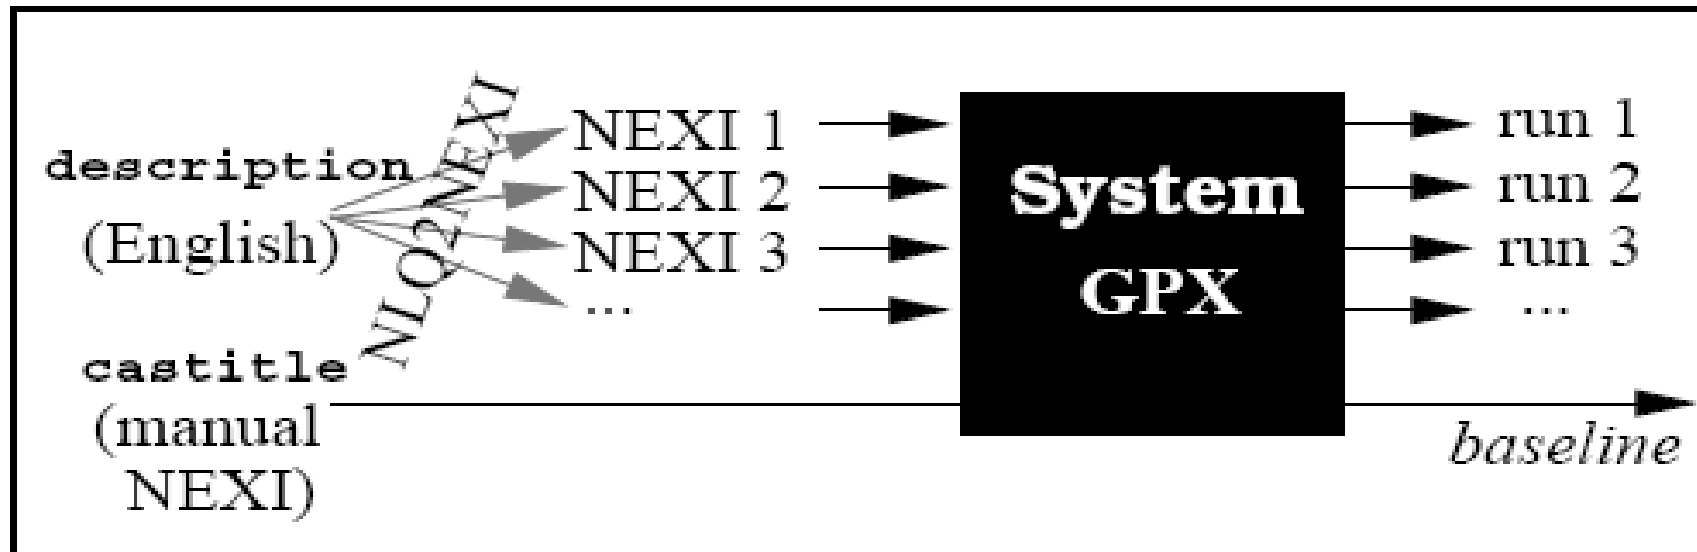 description
(English)
castitle
(manual
NEXI)
NLQ2NEXI
NEXI 1
NEXI 2
NEXI 3
...
System
GPX
run 1
run 2
run 3
...
baseline